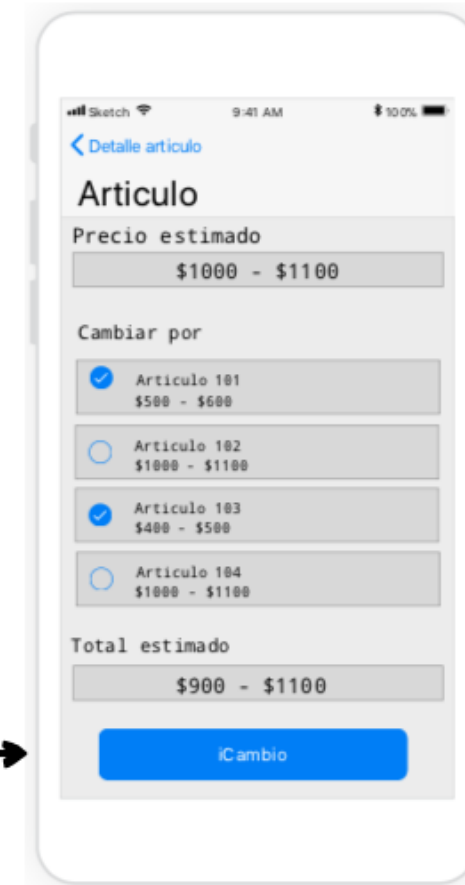 Sketch 9:41 AM 100%
Detalle articulo
Articulo
Precio estimado
$1000 - $1100
Cambiar por
Articulo 101
$500 - $600
Articulo 102
$1000 - $1100
Articulo 103
$400 - $500
Articulo 104
$1000 - $1100
Total estimado
$900 - $1100
iCambio